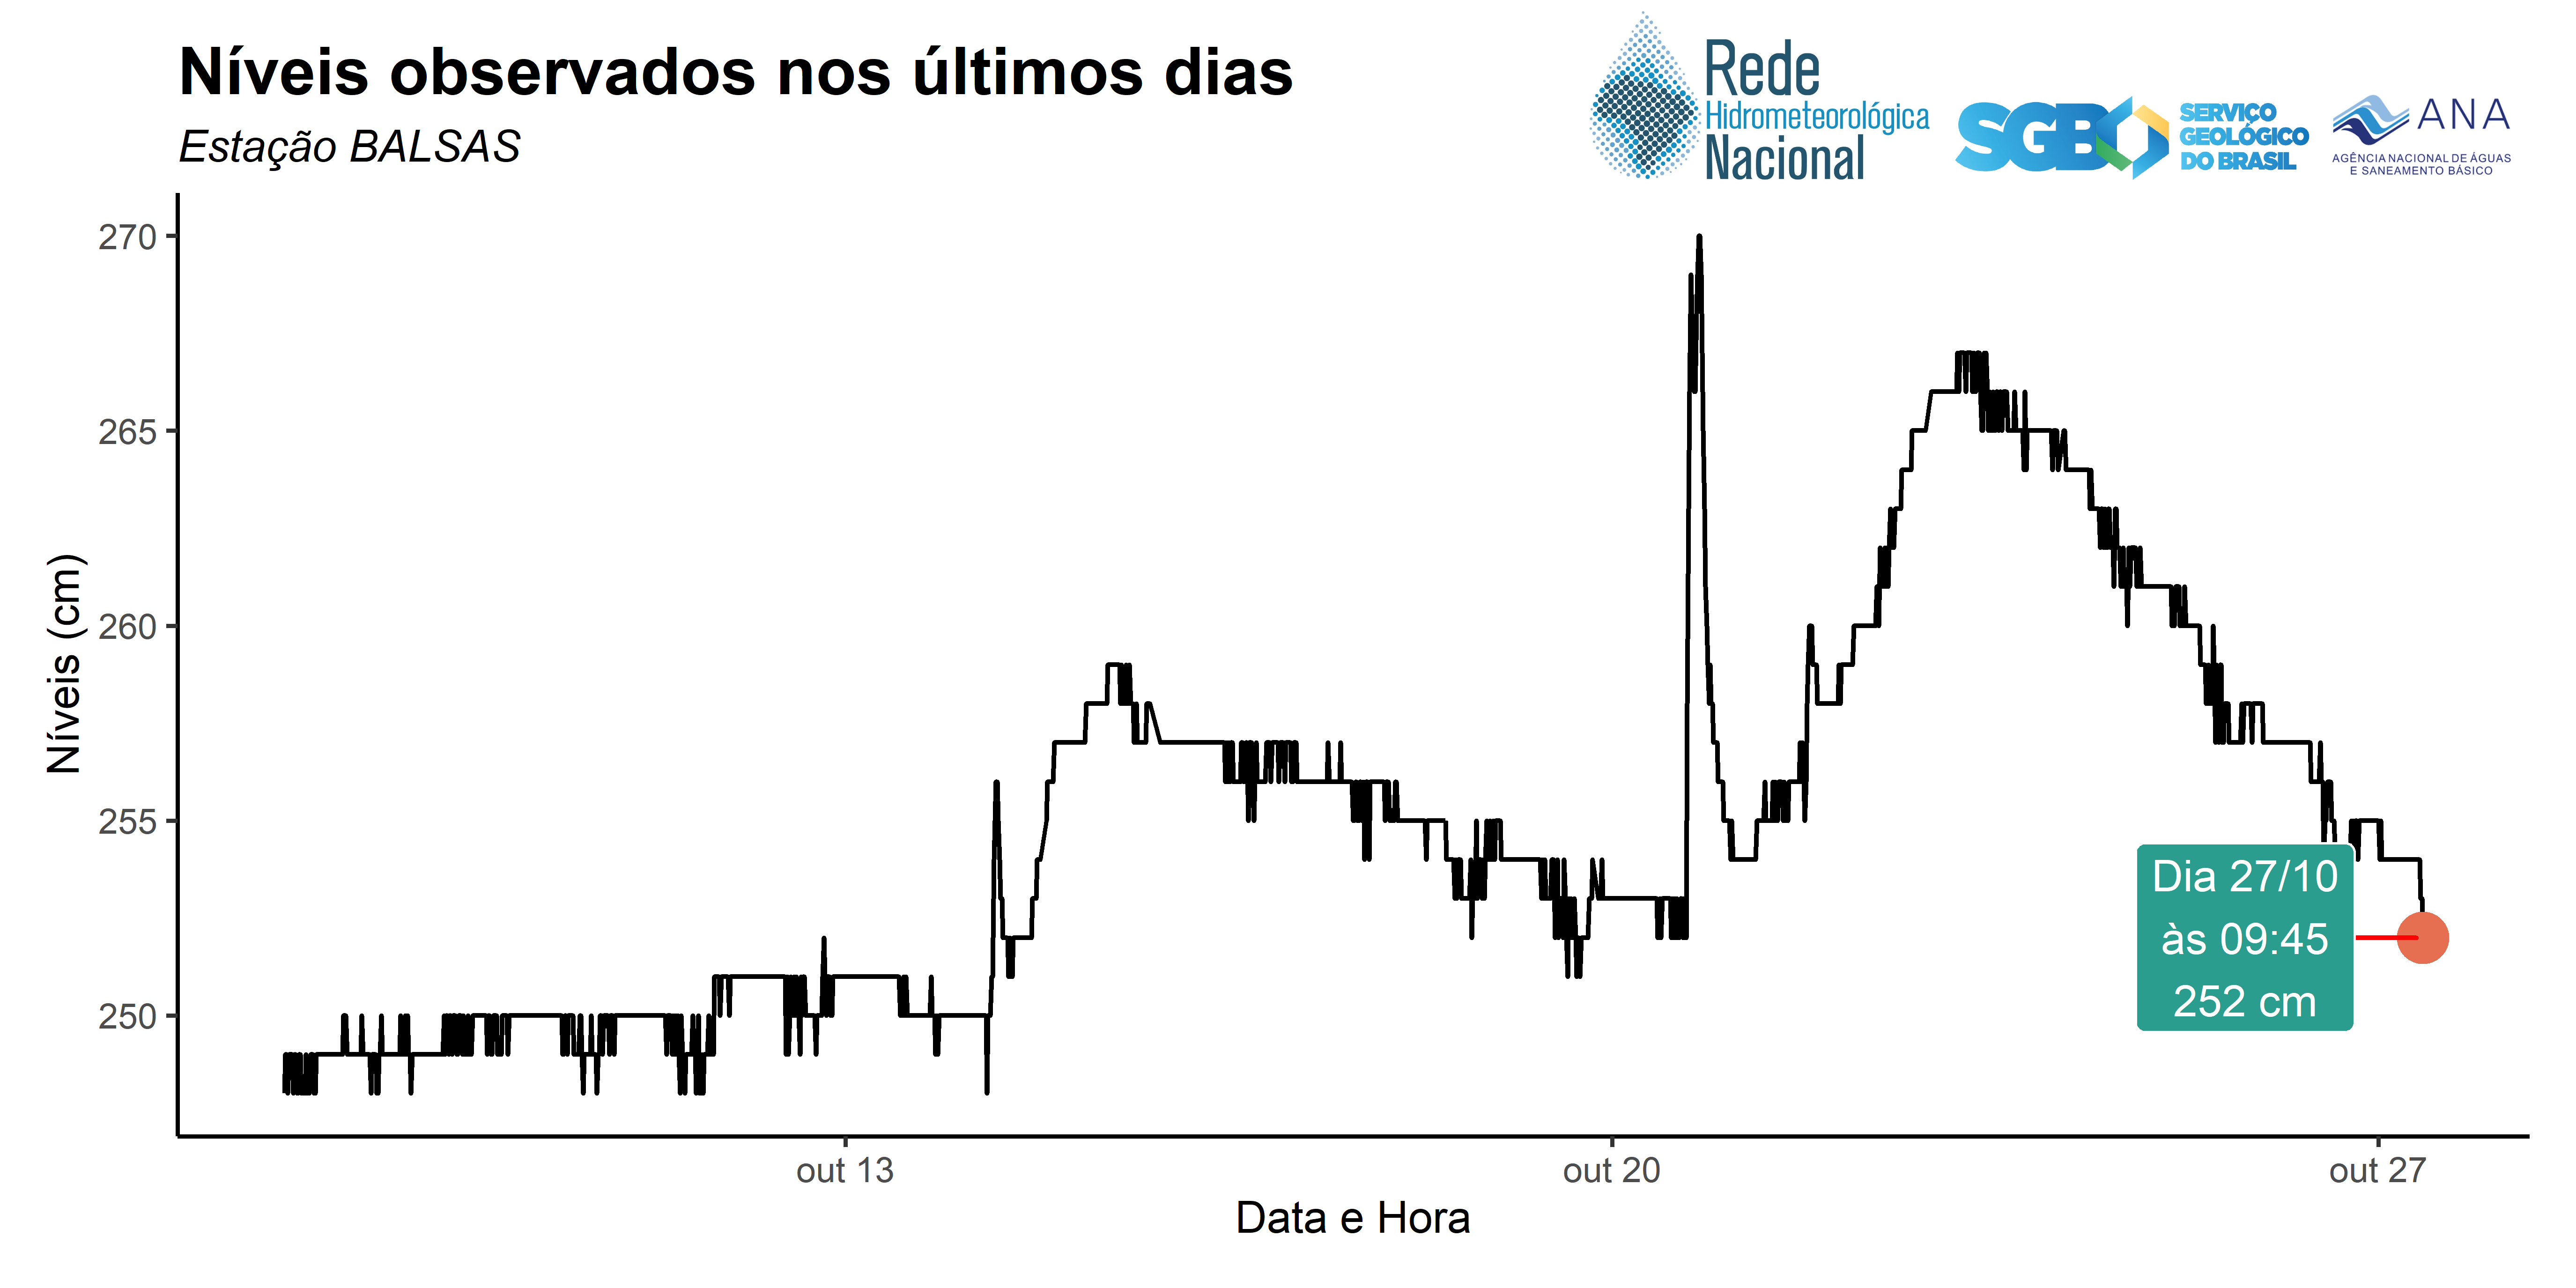 Níveis observados nos últimos dias
Estação BALSAS
Rede
Hidrometeorológica
Nacional
SGB
SERVIÇO
GEOLÓGICO
DO BRASIL
ANA
AGÊNCIA NACIONAL DE ÁGUAS
E SANEAMENTO BÁSICO
Níveis (cm)
270
265
260
255
250
Dia 27/10
às 09:45
252 cm
out 13
out 20
out 27
Data e Hora